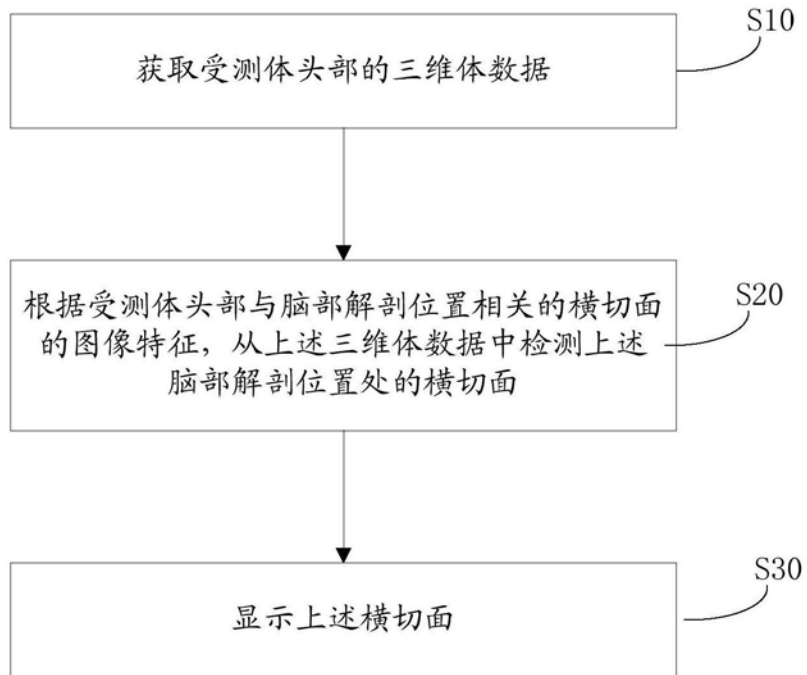 S10
获取受测体头部的三维体数据
S20
根据受测体头部与脑部解剖位置相关的横切面
的图像特征，从上述三维体数据中检测上述
脑部解剖位置处的横切面
S30
显示上述横切面